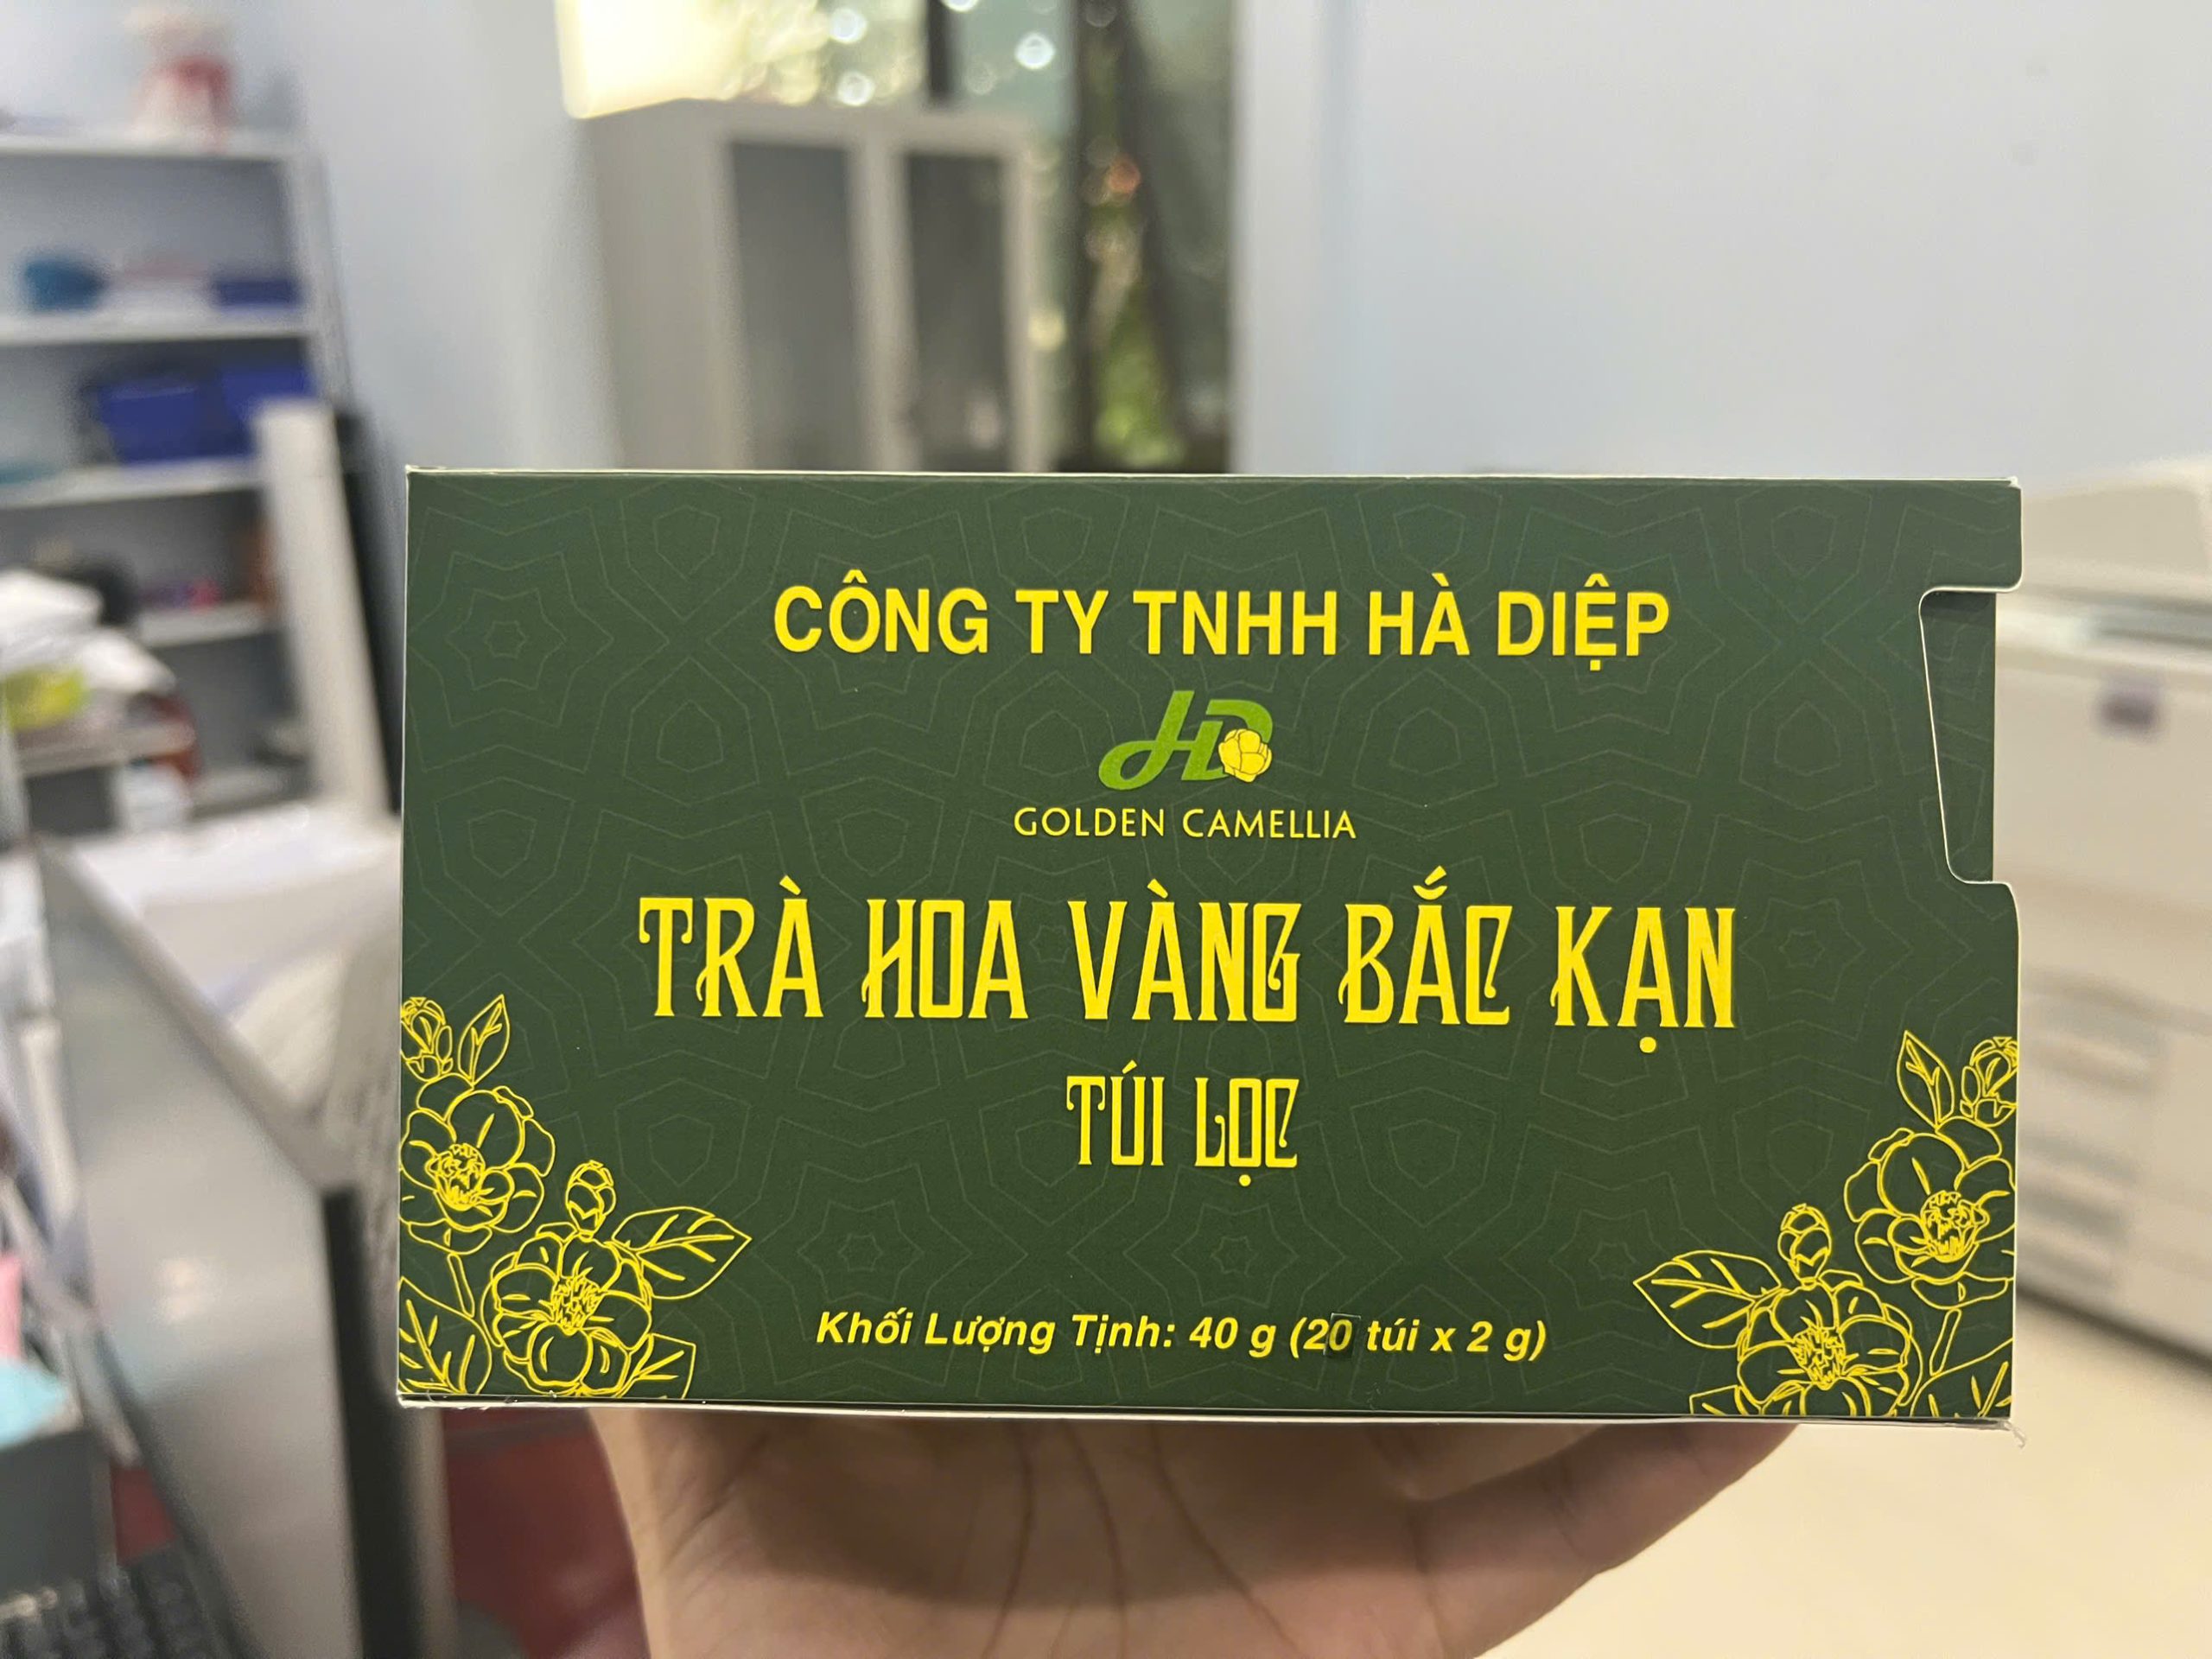 CÔNG TY TNHH HÀ DIỆP
HD
GOLDEN CAMELLIA
TRÀ HOA VÀNG BẮC KẠN
TÚI LỌC
Khối Lượng Tịnh: 40 g (20 túi x 2 g)